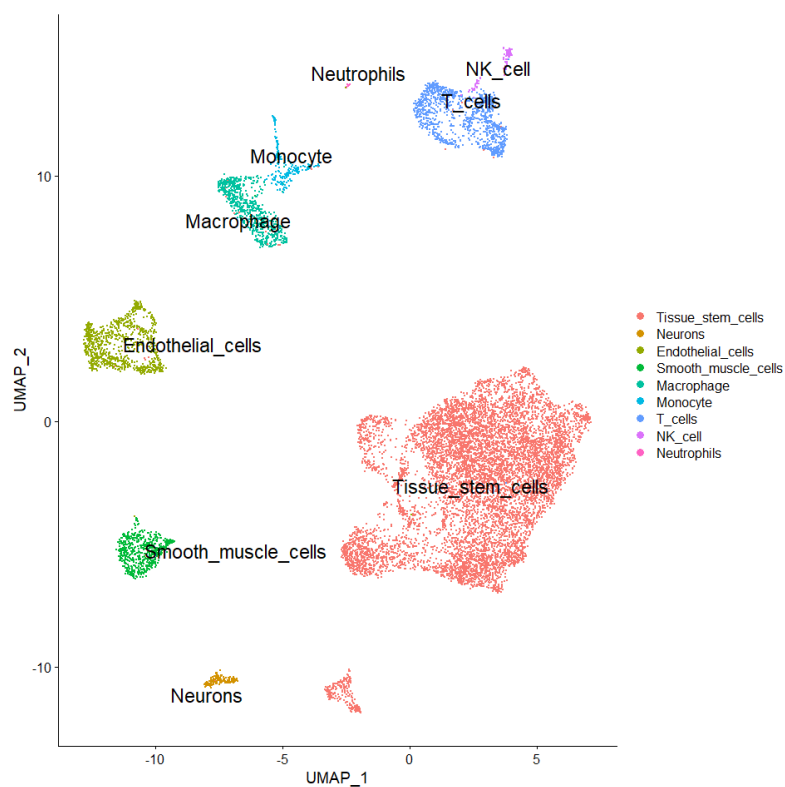 NK_cell
Neutrophils
T_cells
Monocyte
10
Macrophage
Endothelial_cells
UMAP_2
0
Tissue_stem_cells
Smooth_muscle_cells
-10
Neurons
-10
-5
0
5
UMAP_1
Tissue_stem_cells
Neurons
Endothelial_cells
Smooth_muscle_cells
Macrophage
Monocyte
T_cells
NK_cell
Neutrophils